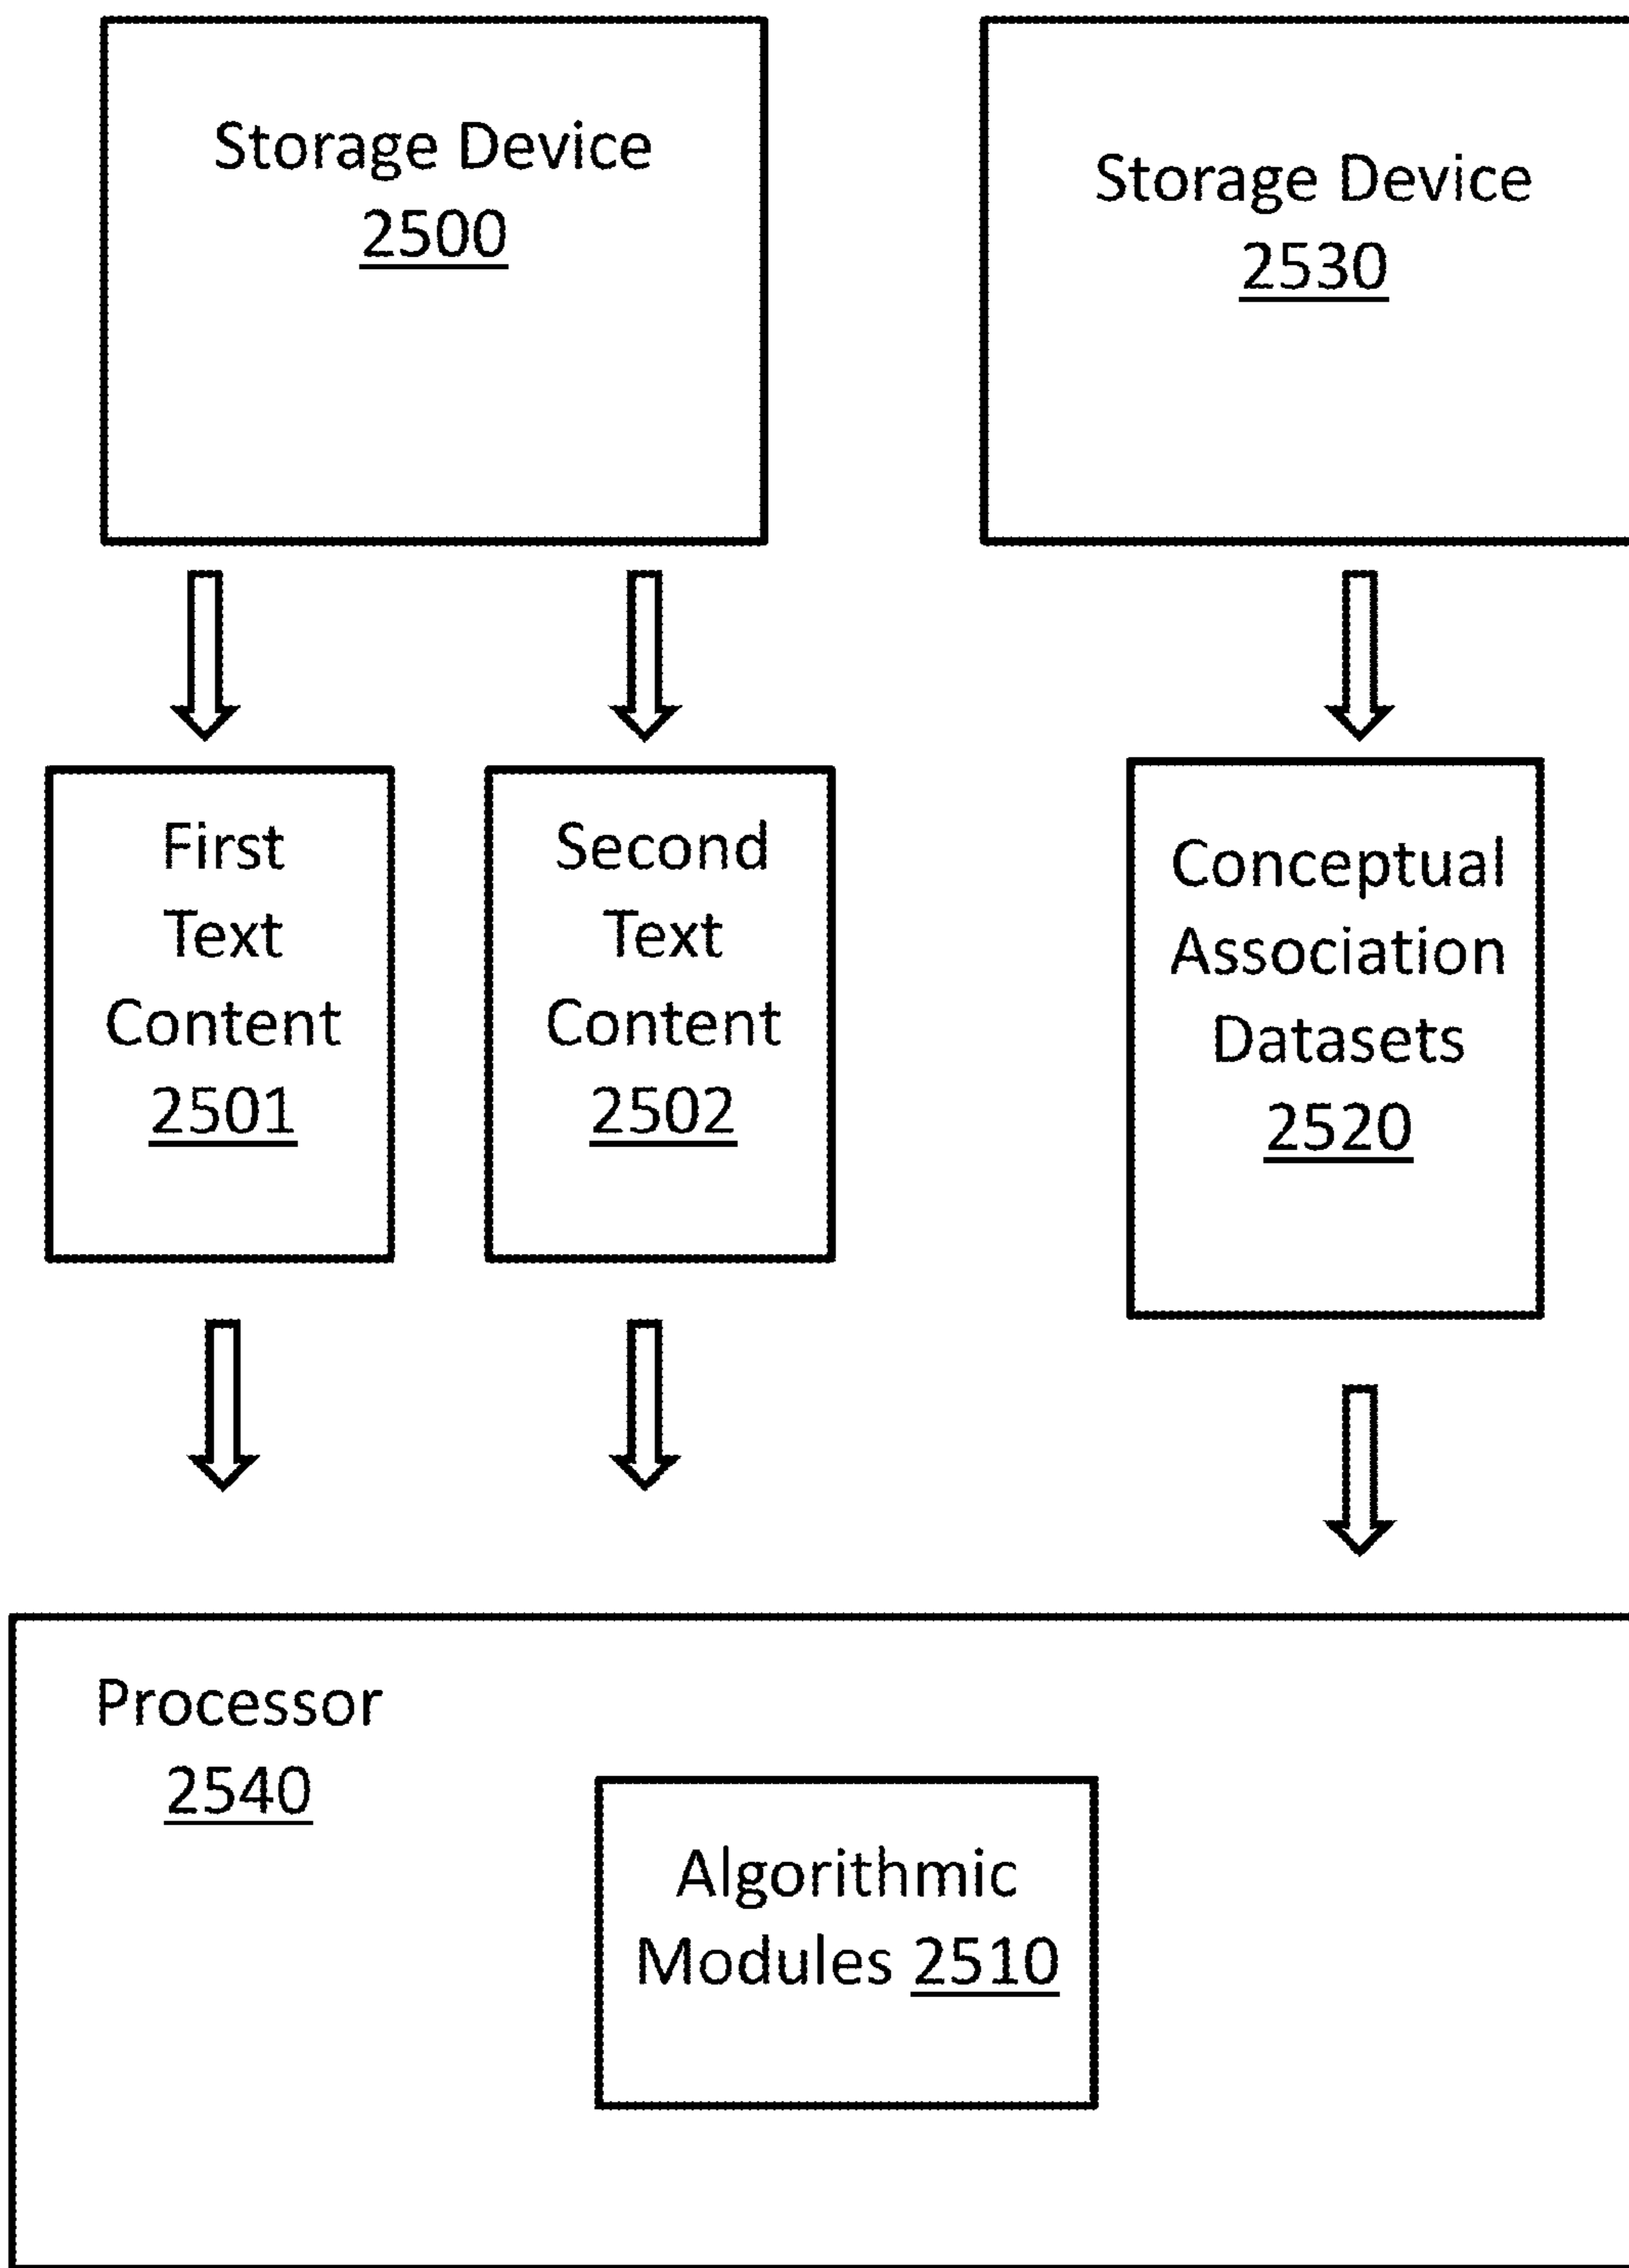 Storage Device
2500
Storage Device
2530
First
Text
Content
2501
Second
Text
Content
2502
Conceptual
Association
Datasets
2520
Processor
2540
Algorithmic
Modules 2510